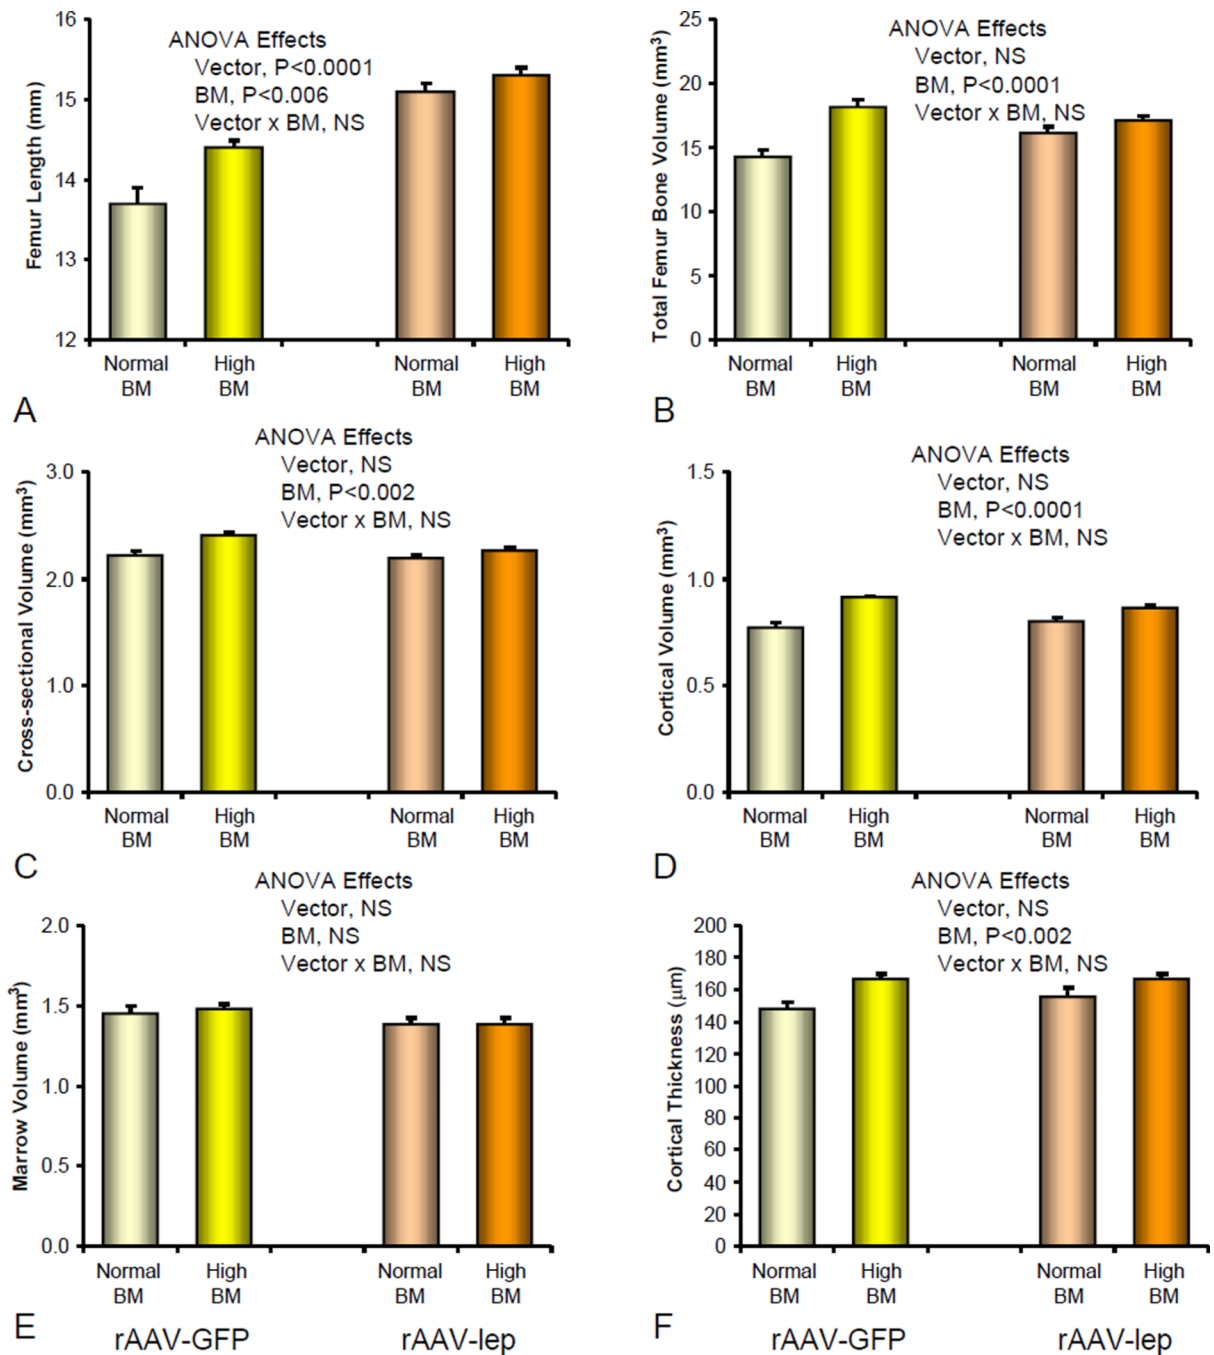 16
15
14
13
12
Femur Length (mm)
ANOVA Effects
Vector, P<0.0001
BM, P<0.006
Vector x BM, NS
Normal BM
High BM
Normal BM
High BM
A
25
20
15
10
5
0
Total Femur Bone Volume (mm³)
ANOVA Effects
Vector, NS
BM, P<0.0001
Vector x BM, NS
Normal BM
High BM
Normal BM
High BM
B
3.0
2.0
1.0
0.0
Cross-sectional Volume (mm³)
ANOVA Effects
Vector, NS
BM, P<0.002
Vector x BM, NS
Normal BM
High BM
Normal BM
High BM
C
1.5
1.0
0.5
0.0
Cortical Volume (mm³)
ANOVA Effects
Vector, NS
BM, P<0.0001
Vector x BM, NS
Normal BM
High BM
Normal BM
High BM
D
2.0
1.5
1.0
0.5
0.0
Marrow Volume (mm³)
ANOVA Effects
Vector, NS
BM, NS
Vector x BM, NS
Normal BM
High BM
Normal BM
High BM
E
rAAV-GFP
rAAV-lep
200
180
160
140
120
100
80
60
40
20
0
Cortical Thickness (μm)
ANOVA Effects
Vector, NS
BM, P<0.002
Vector x BM, NS
Normal BM
High BM
Normal BM
High BM
F
rAAV-GFP
rAAV-lep